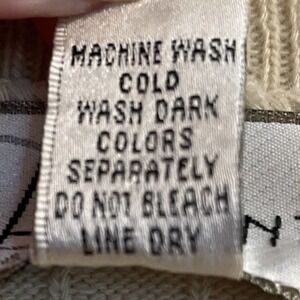 MACHINE WASH
COLD
WASH DARK
COLORS
SEPARATELY
DO NOT BLEACH
LINE DRY